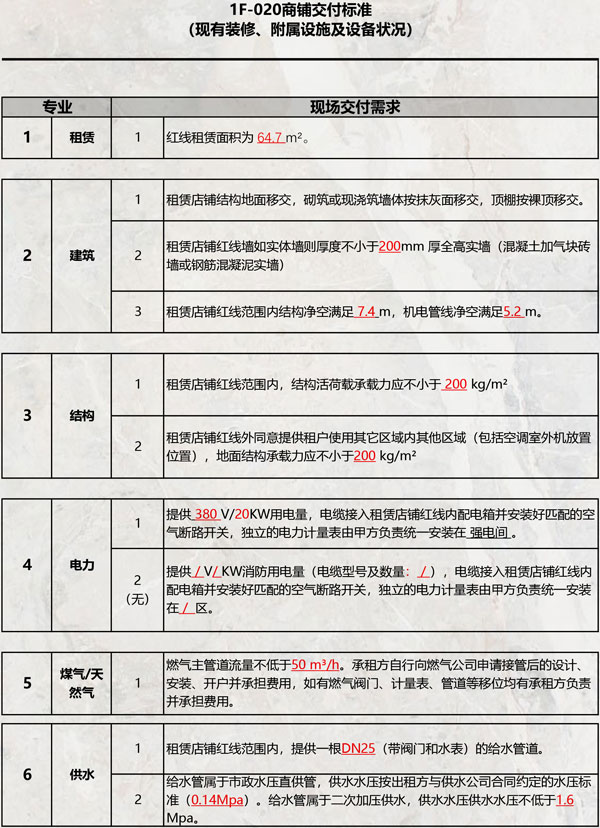 1F-020商铺交付标准
（现有装修、附属设施及设备状况）
专业 现场交付需求
1 租赁 1 红线租赁面积为 64.7 m²。
2 建筑
1 租赁店铺结构地面移交，砌筑或现浇筑墙体按抹灰面移交，顶棚按裸顶移交。
2 租赁店铺红线墙如实体墙则厚度不小于200mm 厚全高实墙（混凝土加气块砖
墙或钢筋混凝泥实墙）
3 租赁店铺红线范围内结构净空满足 7.4 m，机电管线净空满足5.2 m。
3 结构
1 租赁店铺红线范围内，结构活荷载承载力应不小于 200 kg/m²
2 租赁店铺红线外同意提供租户使用其它区域内其他区域（包括空调室外机放置
位置），地面结构承载力应不小于200 kg/m²
4 电力
1 提供 380 V/20KW用电量，电缆接入租赁店铺红线内配电箱并安装好匹配的空
气断路开关，独立的电力计量表由甲方负责统一安装在 强电间 。
2
（无）
提供 / V/ KW消防用电量（电缆型号及数量： / ），电缆接入租赁店铺红线内
配电箱并安装好匹配的空气断路开关，独立的电力计量表由甲方负责统一安装
在 / 区。
5 煤气/天
然气
1 燃气主管道流量不低于50 m³/h。承租方自行向燃气公司申请接管后的设计、
安装、开户并承担费用，如有燃气阀门、计量表、管道等移位均有承租方负责
并承担费用。
6 供水
1 租赁店铺红线范围内，提供一根DN25（带阀门和水表）的给水管道。
2 给水管属于市政水压直供管，供水水压按出租方与供水公司合同约定的水压标
准（0.14Mpa）。给水管属于二次加压供水，供水水压供水水压不低于1.6
Mpa。